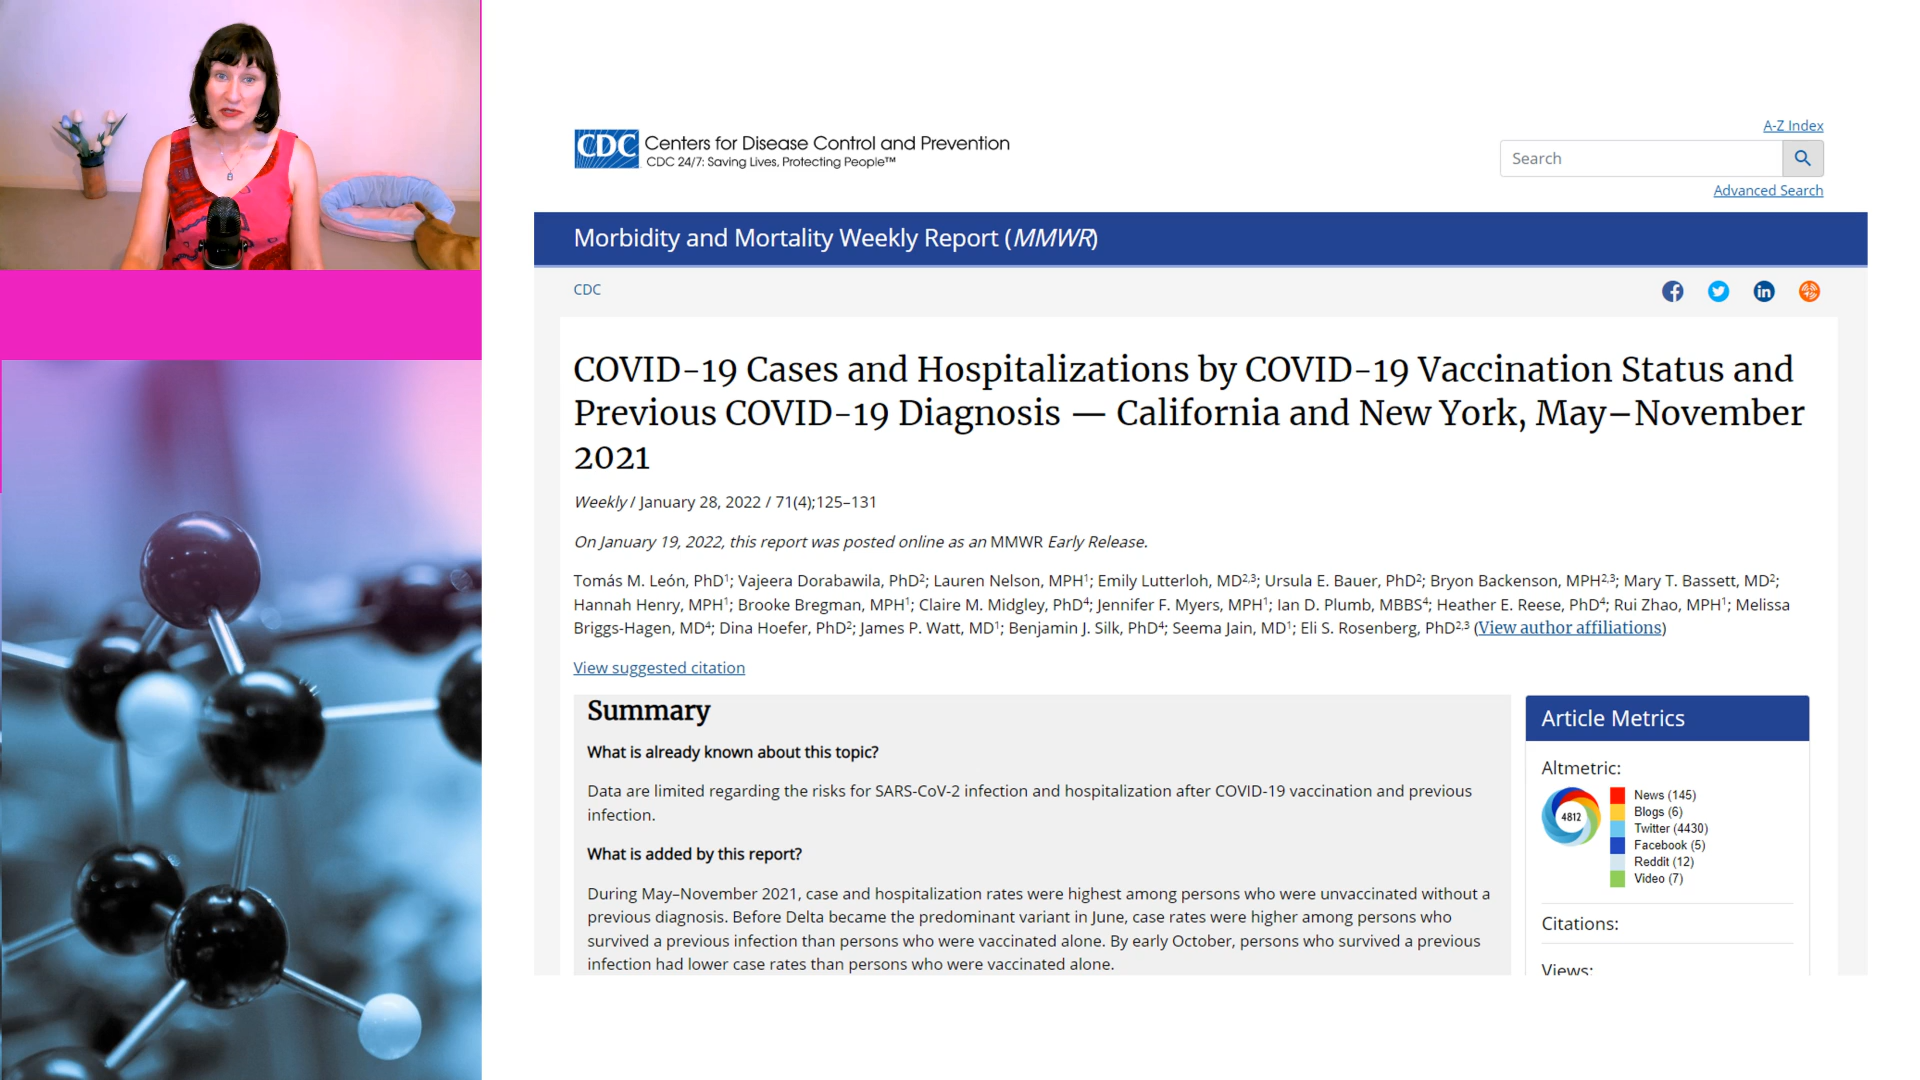 CDC Centers for Disease Control and Prevention
CDC 24/7: Saving Lives, Protecting People™
A-Z Index
Search
Advanced Search
Morbidity and Mortality Weekly Report (MMWR)
CDC
COVID-19 Cases and Hospitalizations by COVID-19 Vaccination Status and
Previous COVID-19 Diagnosis — California and New York, May–November
2021
Weekly / January 28, 2022 / 71(4);125–131
On January 19, 2022, this report was posted online as an MMWR Early Release.
Tomás M. León, PhD1; Vajeera Dorabawila, PhD2; Lauren Nelson, MPH1; Emily Lutterloh, MD2,3; Ursula E. Bauer, PhD2; Bryon Backenson, MPH2,3; Mary T. Bassett, MD2;
Hannah Henry, MPH1; Brooke Bregman, MPH1; Claire M. Midgley, PhD4; Jennifer F. Myers, MPH1; Ian D. Plumb, MBBS4; Heather E. Reese, PhD4; Rui Zhao, MPH1; Melissa
Briggs-Hagen, MD4; Dina Hoefer, PhD2; James P. Watt, MD1; Benjamin J. Silk, PhD4; Seema Jain, MD1; Eli S. Rosenberg, PhD2,3 (View author affiliations)
View suggested citation
Summary
What is already known about this topic?
Data are limited regarding the risks for SARS-CoV-2 infection and hospitalization after COVID-19 vaccination and previous
infection.
What is added by this report?
During May–November 2021, case and hospitalization rates were highest among persons who were unvaccinated without a
previous diagnosis. Before Delta became the predominant variant in June, case rates were higher among persons who
survived a previous infection than persons who were vaccinated alone. By early October, persons who survived a previous
infection had lower case rates than persons who were vaccinated alone.
Article Metrics
Altmetric:
4812
News (145)
Blogs (6)
Twitter (4430)
Facebook (5)
Reddit (12)
Video (7)
Citations:
Views: